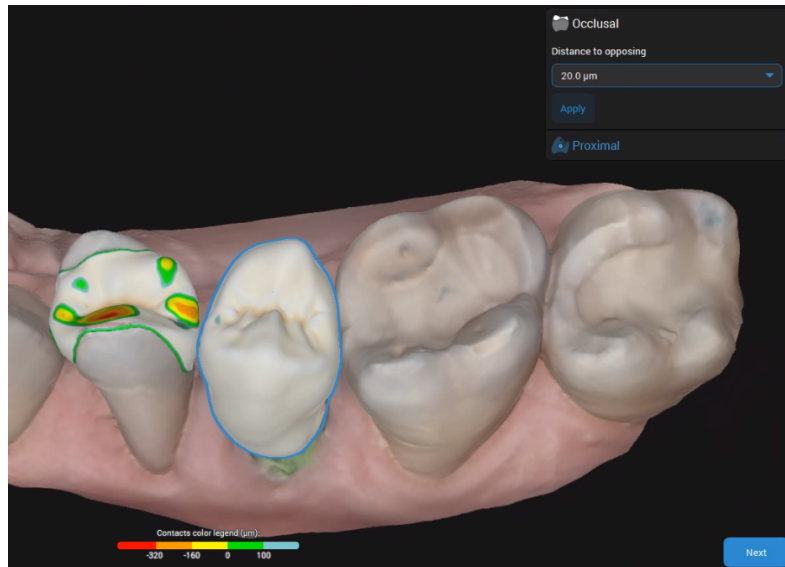 Occlusal
Distance to opposing
20.0 µm
Apply
Proximal
Contacts color legend (µm):
-320 -160 0 100
Next